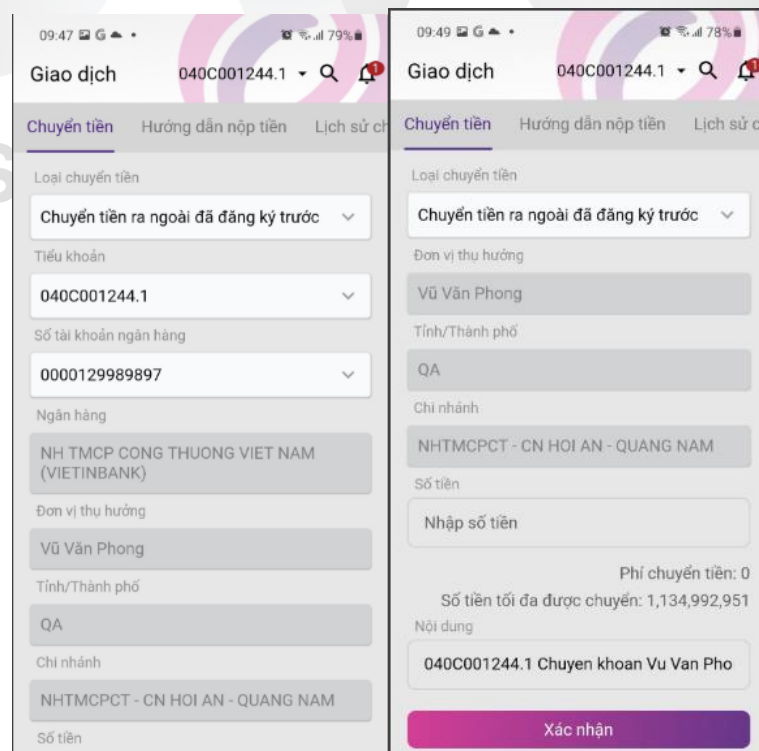 09:47 G
79%
Giao dịch
040C001244.1
1
Chuyển tiền
Hướng dẫn nộp tiền
Lịch sử ch
Loại chuyển tiền
Chuyển tiền ra ngoài đã đăng ký trước
Tiểu khoản
040C001244.1
Số tài khoản ngân hàng
0000129989897
Ngân hàng
NH TMCP CONG THUONG VIET NAM
(VIETINBANK)
Đơn vị thụ hưởng
Vũ Văn Phong
Tỉnh/Thành phố
QA
Chi nhánh
NHTMCPCT - CN HOI AN - QUANG NAM
Số tiền
09:49 G
78%
Giao dịch
040C001244.1
1
Chuyển tiền
Hướng dẫn nộp tiền
Lịch sử c
Loại chuyển tiền
Chuyển tiền ra ngoài đã đăng ký trước
Đơn vị thụ hưởng
Vũ Văn Phong
Tỉnh/Thành phố
QA
Chi nhánh
NHTMCPCT - CN HOI AN - QUANG NAM
Số tiền
Nhập số tiền
Phí chuyển tiền: 0
Số tiền tối đa được chuyển: 1,134,992,951
Nội dung
040C001244.1 Chuyen khoan Vu Van Pho
Xác nhận